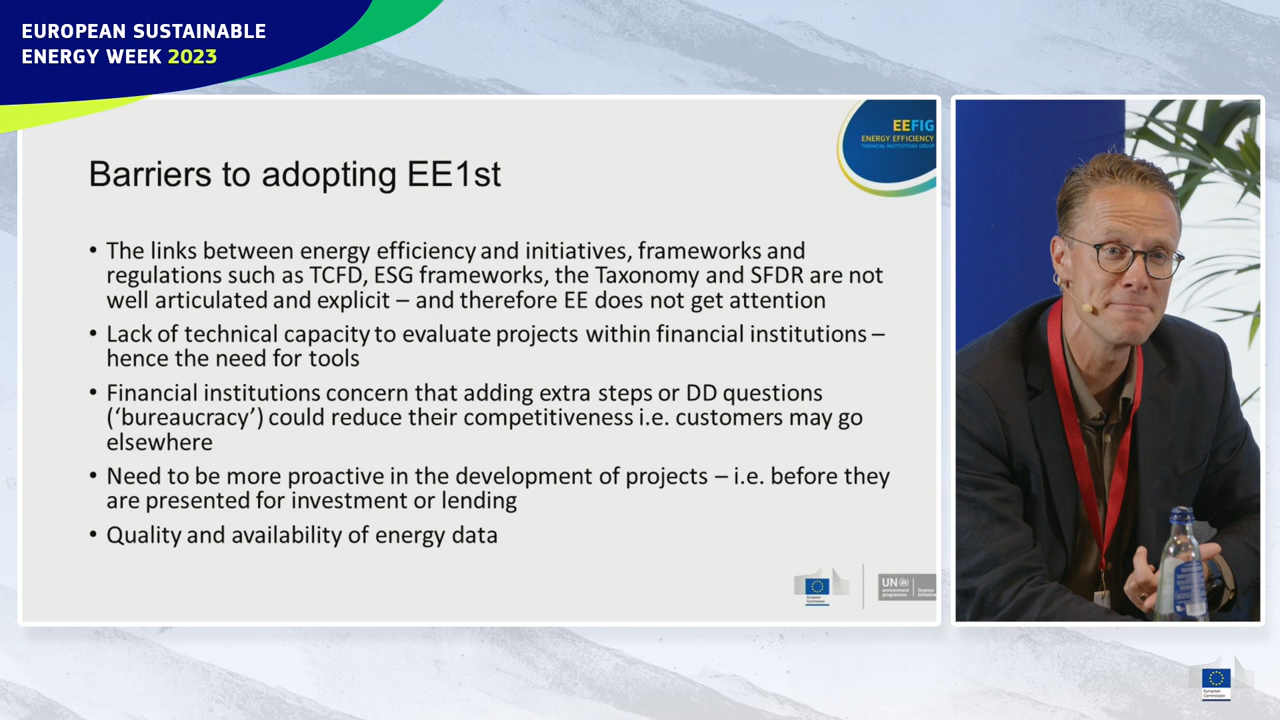 EUROPEAN SUSTAINABLE
ENERGY WEEK 2023
EEFIG
ENERGY EFFICIENCY
FINANCIAL INSTITUTIONS GROUP
Barriers to adopting EE1st
• The links between energy efficiency and initiatives, frameworks and
regulations such as TCFD, ESG frameworks, the Taxonomy and SFDR are not
well articulated and explicit – and therefore EE does not get attention
• Lack of technical capacity to evaluate projects within financial institutions –
hence the need for tools
• Financial institutions concern that adding extra steps or DD questions
(‘bureaucracy’) could reduce their competitiveness i.e. customers may go
elsewhere
• Need to be more proactive in the development of projects – i.e. before they
are presented for investment or lending
• Quality and availability of energy data
European
Commission
UN
environment
programme
finance
initiative
European
Commission